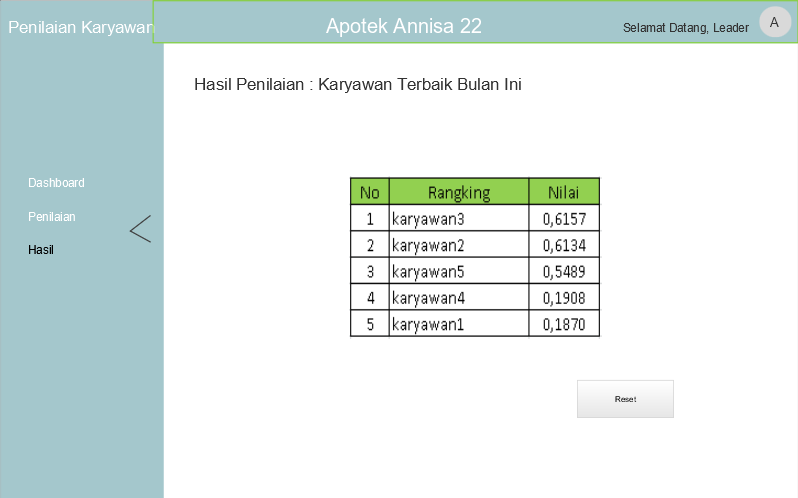 Penilaian Karyawan
Apotek Annisa 22
Selamat Datang, Leader
A
Hasil Penilaian : Karyawan Terbaik Bulan Ini
Dashboard
Penilaian
Hasil
No Rangking Nilai
1 karyawan3 0,6157
2 karyawan2 0,6134
3 karyawan5 0,5489
4 karyawan4 0,1908
5 karyawan1 0,1870
Reset